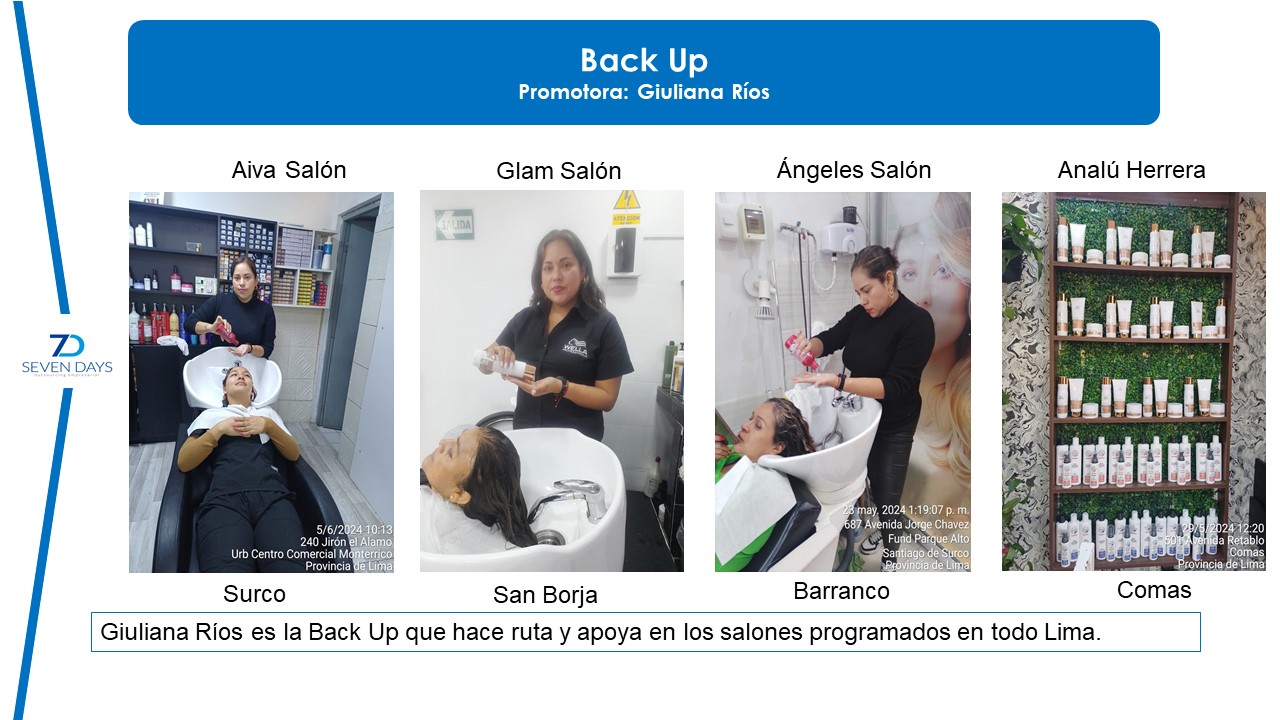 Back Up
Promotora: Giuliana Ríos
Aiva Salón
Glam Salón
Ángeles Salón
Analú Herrera
SALIDA
WELLA
5/6/2024 10:13
240 Jirón el Alamo
Urb Centro Comercial Monterrico
Provincia de Lima
23 may. 2024 1:19:07 p. m.
687 Avenida Jorge Chavez
Fund Parque Alto
Santiago de Surco
Provincia de Lima
29/5/2024 12:20
501 Avenida Retablo
Comas
Provincia de Lima
7D
SEVEN DAYS
outsourcing empresarial
Surco
San Borja
Barranco
Comas
Giuliana Ríos es la Back Up que hace ruta y apoya en los salones programados en todo Lima.